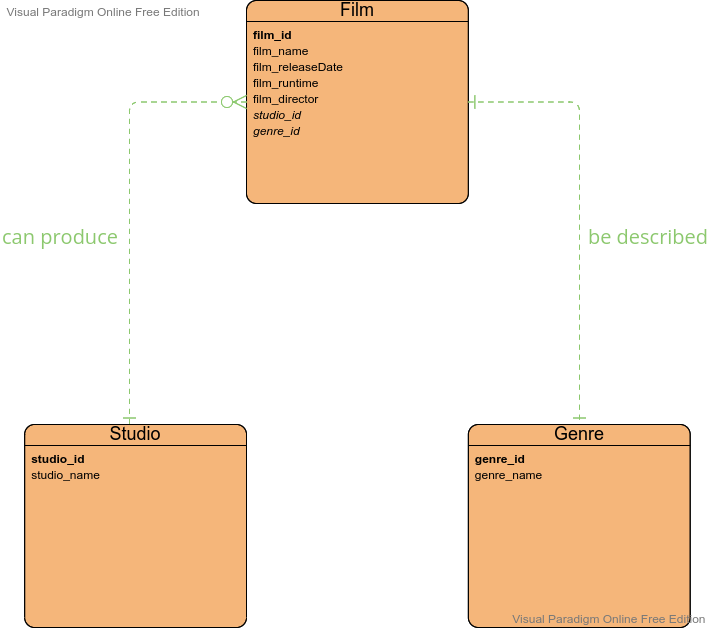 Visual Paradigm Online Free Edition
Film
film_id
film_name
film_releaseDate
film_runtime
film_director
studio_id
genre_id
can produce
be described
Studio
studio_id
studio_name
Genre
genre_id
genre_name
Visual Paradigm Online Free Edition